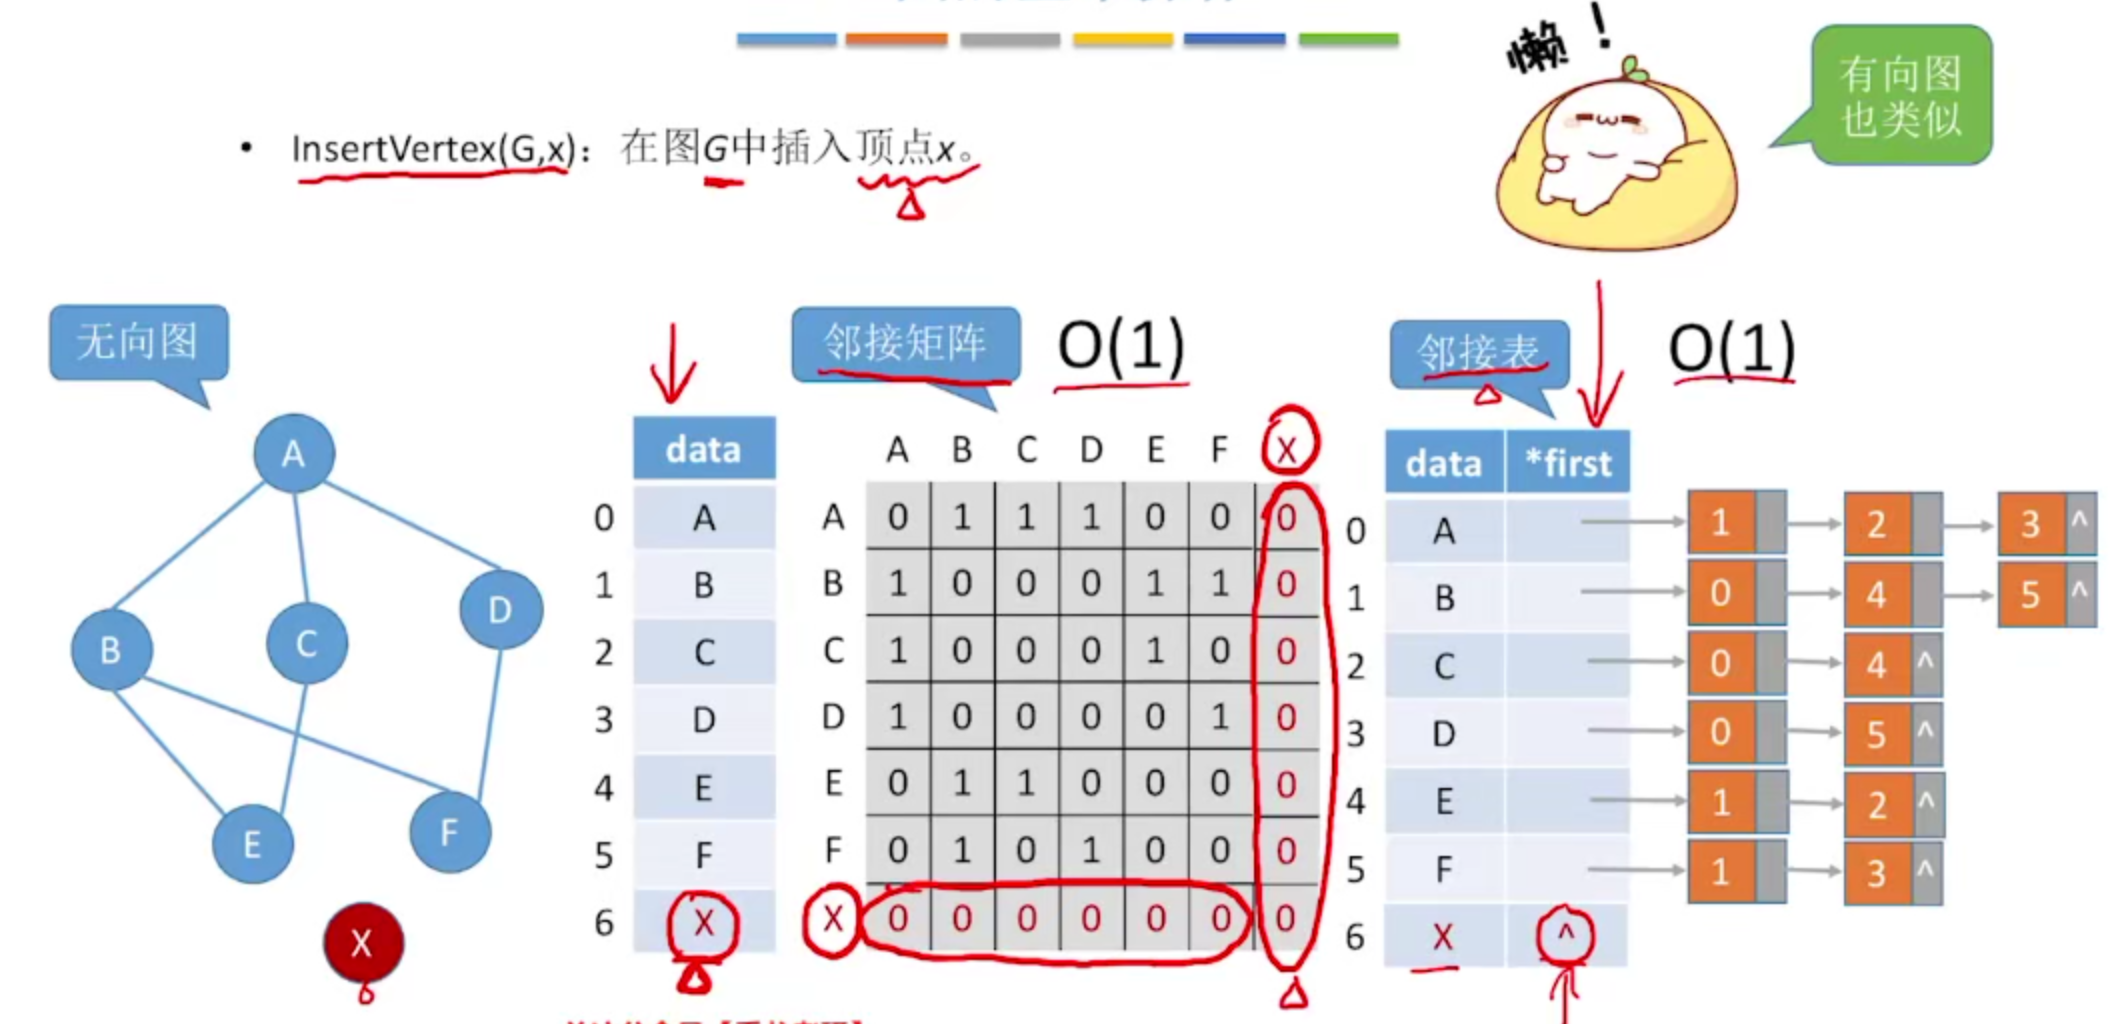 懒！
有向图
也类似
• InsertVertex(G,x)：在图G中插入顶点x。
无向图
邻接矩阵 O(1)
邻接表 O(1)
A
B
C
D
E
F
X
data
0 A
1 B
2 C
3 D
4 E
5 F
6 X
A B C D E F X
A 0 1 1 1 0 0 0
B 1 0 0 0 1 1 0
C 1 0 0 0 1 0 0
D 1 0 0 0 0 1 0
E 0 1 1 0 0 0 0
F 0 1 0 1 0 0 0
X 0 0 0 0 0 0 0
data *first
0 A 1 2 3 ^
1 B 0 4 5 ^
2 C 0 4 ^
3 D 0 5 ^
4 E 1 2 ^
5 F 1 3 ^
6 X ^